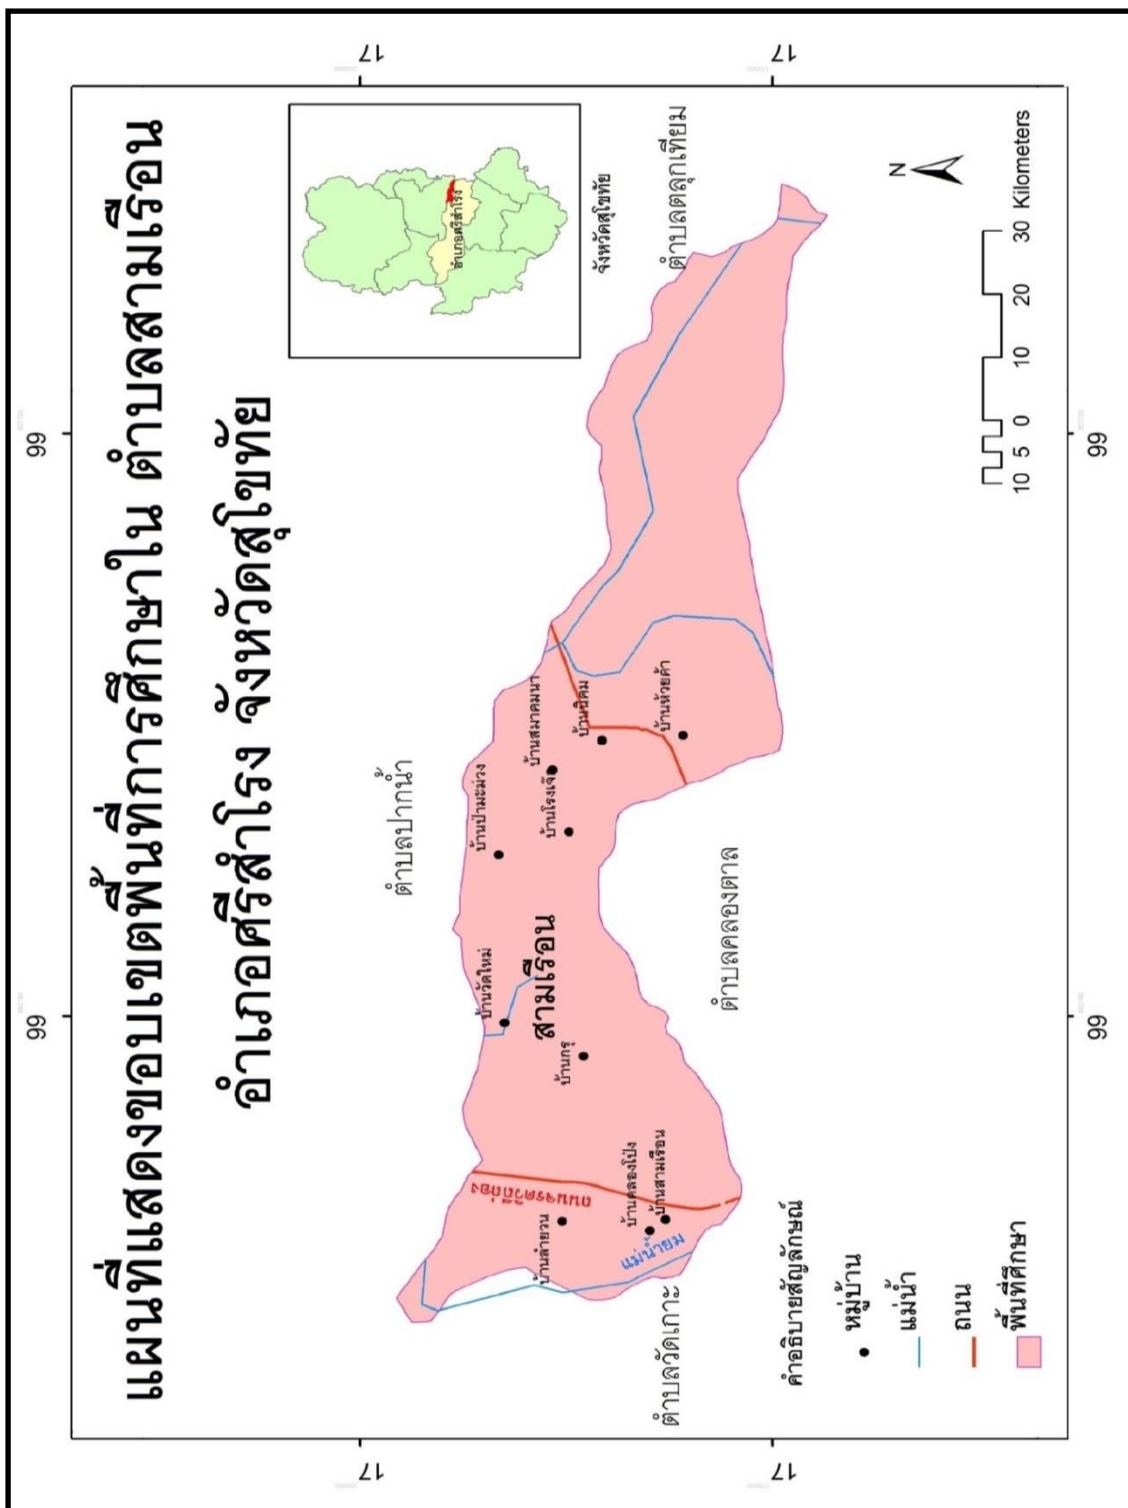 แผนที่แสดงขอบเขตพื้นที่การศึกษาใน ตำบลสามเรือน
อำเภอศรีสำโรง จังหวัดสุโขทัย
99
99
17
17
อำเภอศรีสำโรง
จังหวัดสุโขทัย
ตำบลปากน้ำ
ตำบลตลุกเทียม
บ้านป่ามะม่วง
บ้านวัดใหม่
บ้านสมาคมนา
บ้านโรงเจ๊
บ้านนิคม
บ้านห้วยค้า
สามเรือน
บ้านกรุ
ถนนจรดวิถีถ่อง
บ้านลำยวน
บ้านคลองโป่ง
บ้านสามเรือน
แม่น้ำยม
ตำบลวัดเกาะ
ตำบลคลองตาล
คำอธิบายสัญลักษณ์
หมู่บ้าน
แม่น้ำ
ถนน
พื้นที่ศึกษา
N
10 5 0 10 20 30 Kilometers
17
17
99
99